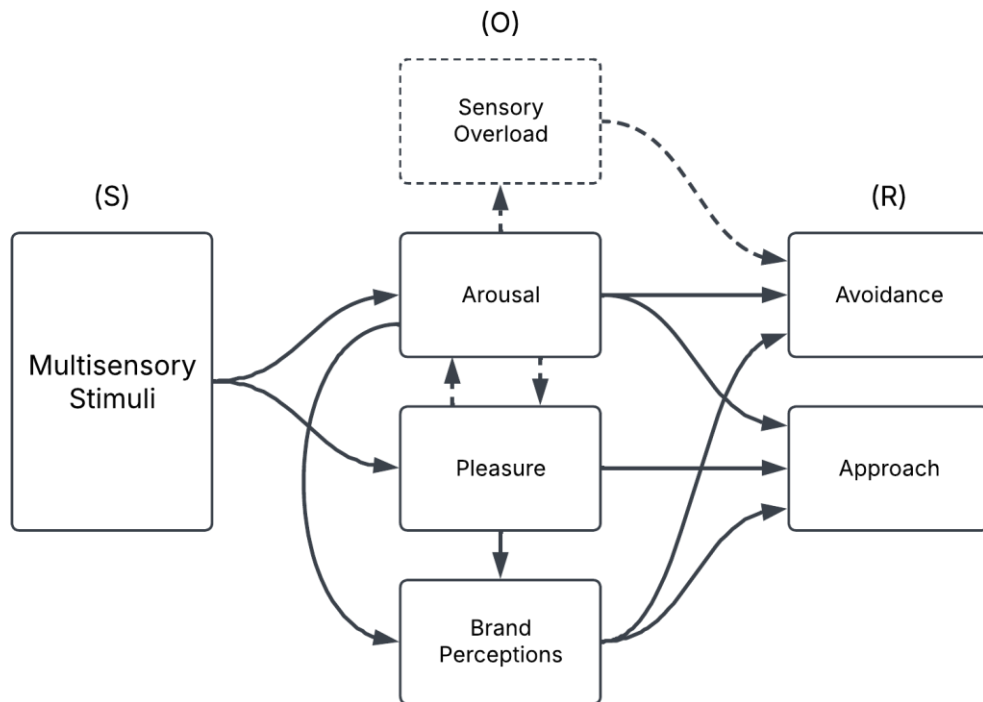 (O)
Sensory
Overload
(S)
(R)
Multisensory
Stimuli
Arousal
Avoidance
Pleasure
Approach
Brand
Perceptions